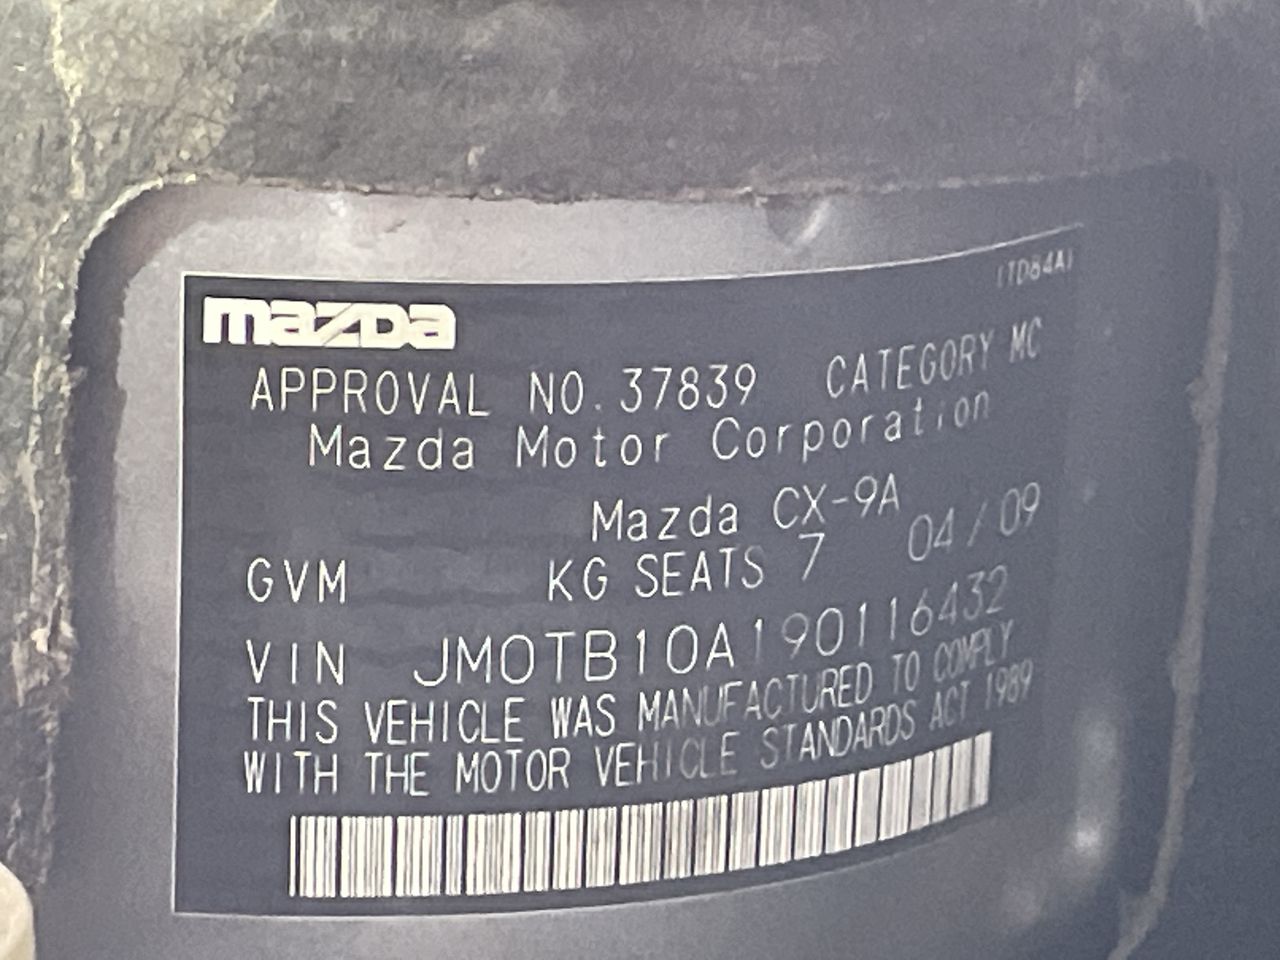 (TD84A)
mazda
APPROVAL NO. 37839 CATEGORY MC
Mazda Motor Corporation
Mazda CX-9A
GVM KG SEATS 7 04/09
VIN JM0TB10A190116432
THIS VEHICLE WAS MANUFACTURED TO COMPLY
WITH THE MOTOR VEHICLE STANDARDS ACT 1989